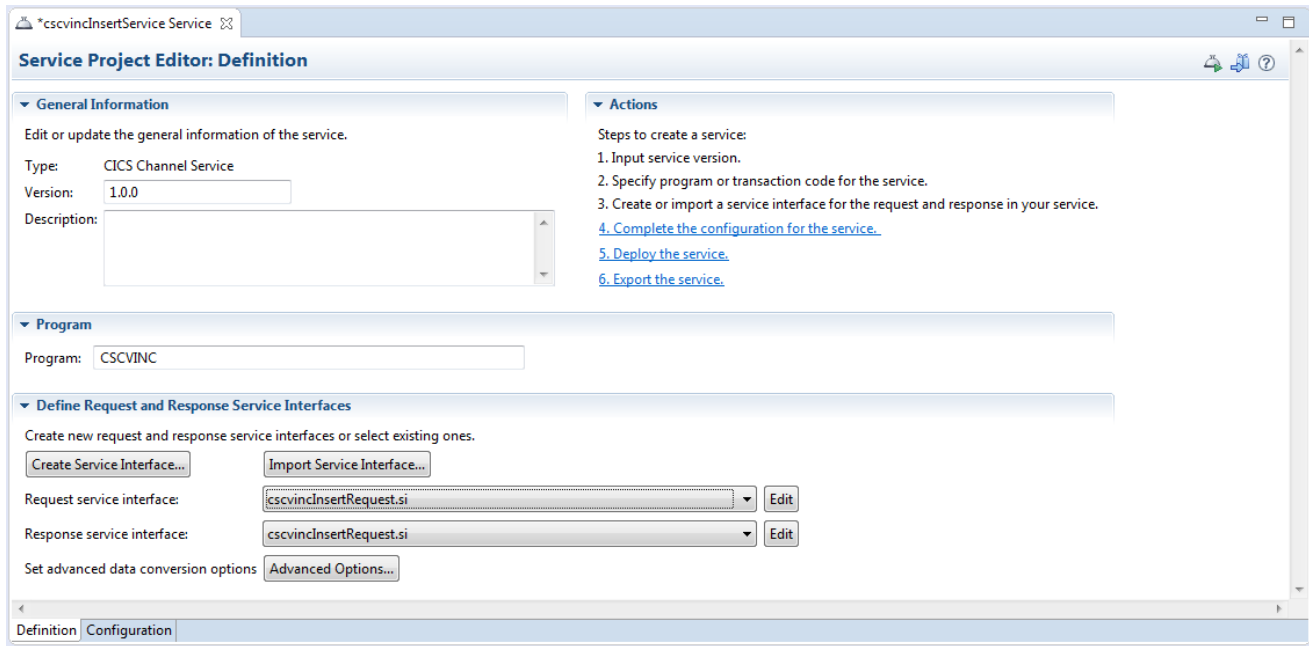 *cscvincInsertService Service
Service Project Editor: Definition
General Information
Edit or update the general information of the service.
Type: CICS Channel Service
Version: 1.0.0
Description:
Actions
Steps to create a service:
1. Input service version.
2. Specify program or transaction code for the service.
3. Create or import a service interface for the request and response in your service.
4. Complete the configuration for the service.
5. Deploy the service.
6. Export the service.
Program
Program: CSCVINC
Define Request and Response Service Interfaces
Create new request and response service interfaces or select existing ones.
Create Service Interface... Import Service Interface...
Request service interface: cscvincInsertRequest.si Edit
Response service interface: cscvincInsertRequest.si Edit
Set advanced data conversion options Advanced Options...
Definition Configuration